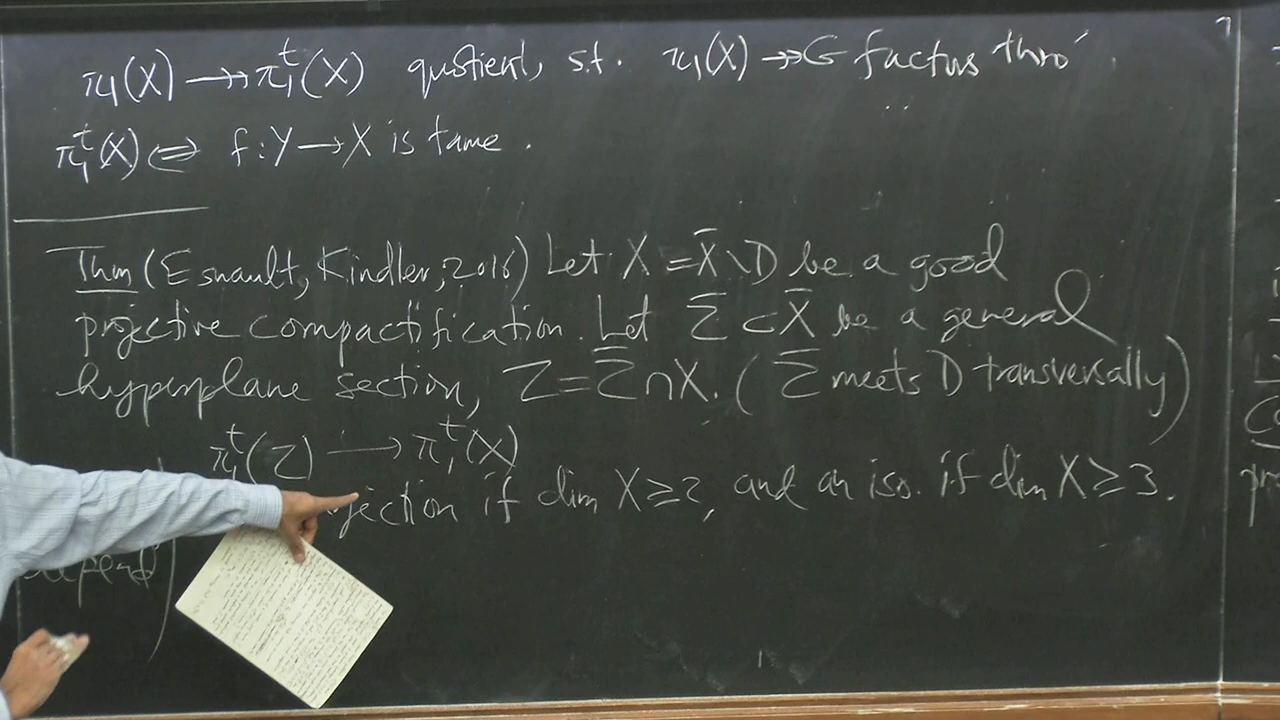 π₁(X) ↠ π₁ᵗ(X) quotient, s.t. π₁(X) ↠ G factors thro'
π₁ᵗ(X) ⇔ f: Y → X is tame.
Thm (Esnault, Kindler, 2016) Let X = X̄ \ D be a good
projective compactification. Let Z̄ ⊂ X̄ be a general
hyperplane section, Z = Z̄ ∩ X. (Z̄ meets D transversally)
π₁ᵗ(Z) → π₁ᵗ(X)
jection if dim X ≥ 2, and an iso. if dim X ≥ 3.
depend)